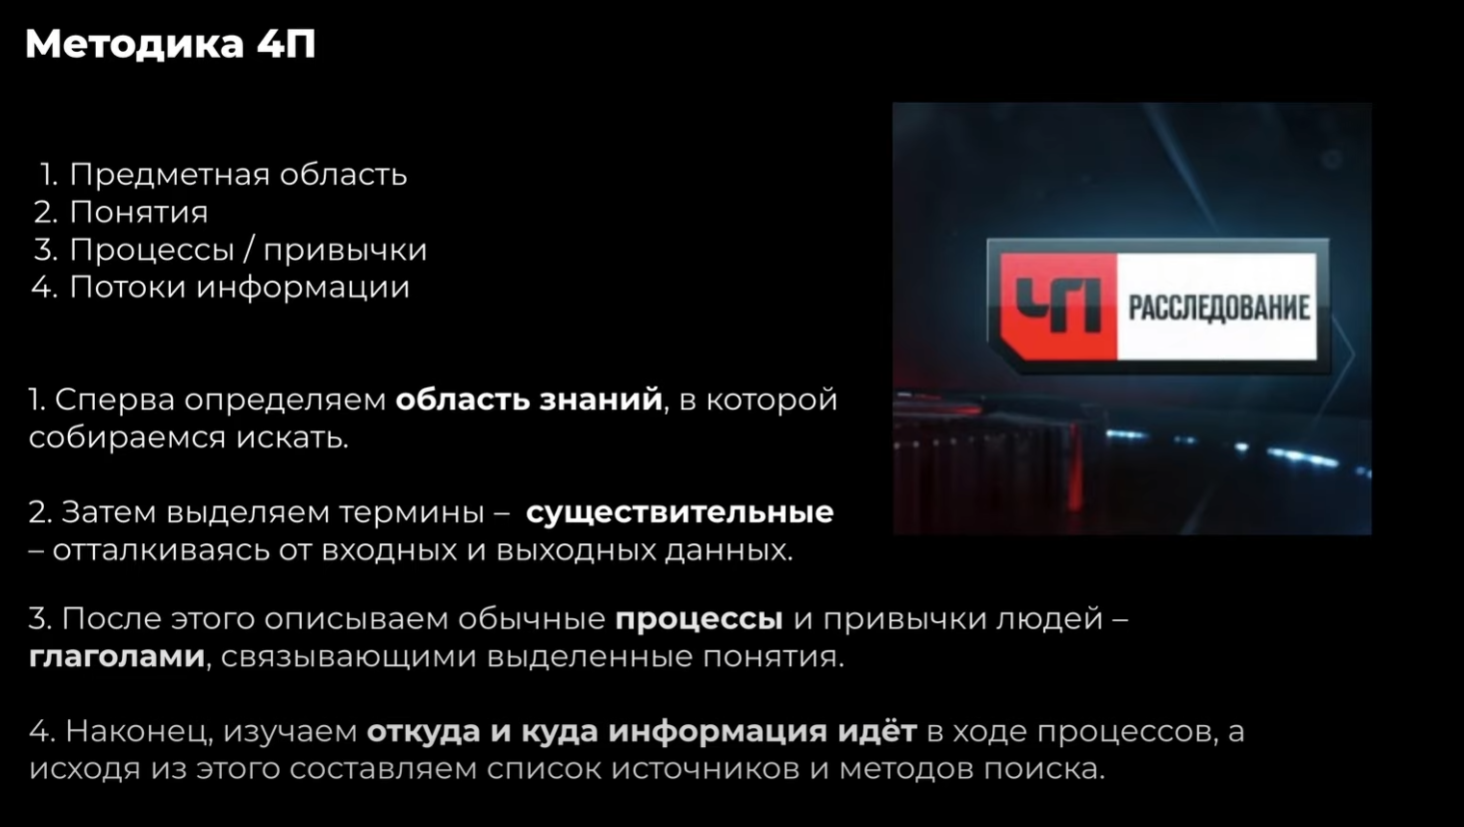 Методика 4П
1. Предметная область
2. Понятия
3. Процессы / привычки
4. Потоки информации
ЧП РАССЛЕДОВАНИЕ
1. Сперва определяем область знаний, в которой
собираемся искать.
2. Затем выделяем термины – существительные
– отталкиваясь от входных и выходных данных.
3. После этого описываем обычные процессы и привычки людей –
глаголами, связывающими выделенные понятия.
4. Наконец, изучаем откуда и куда информация идёт в ходе процессов, а
исходя из этого составляем список источников и методов поиска.